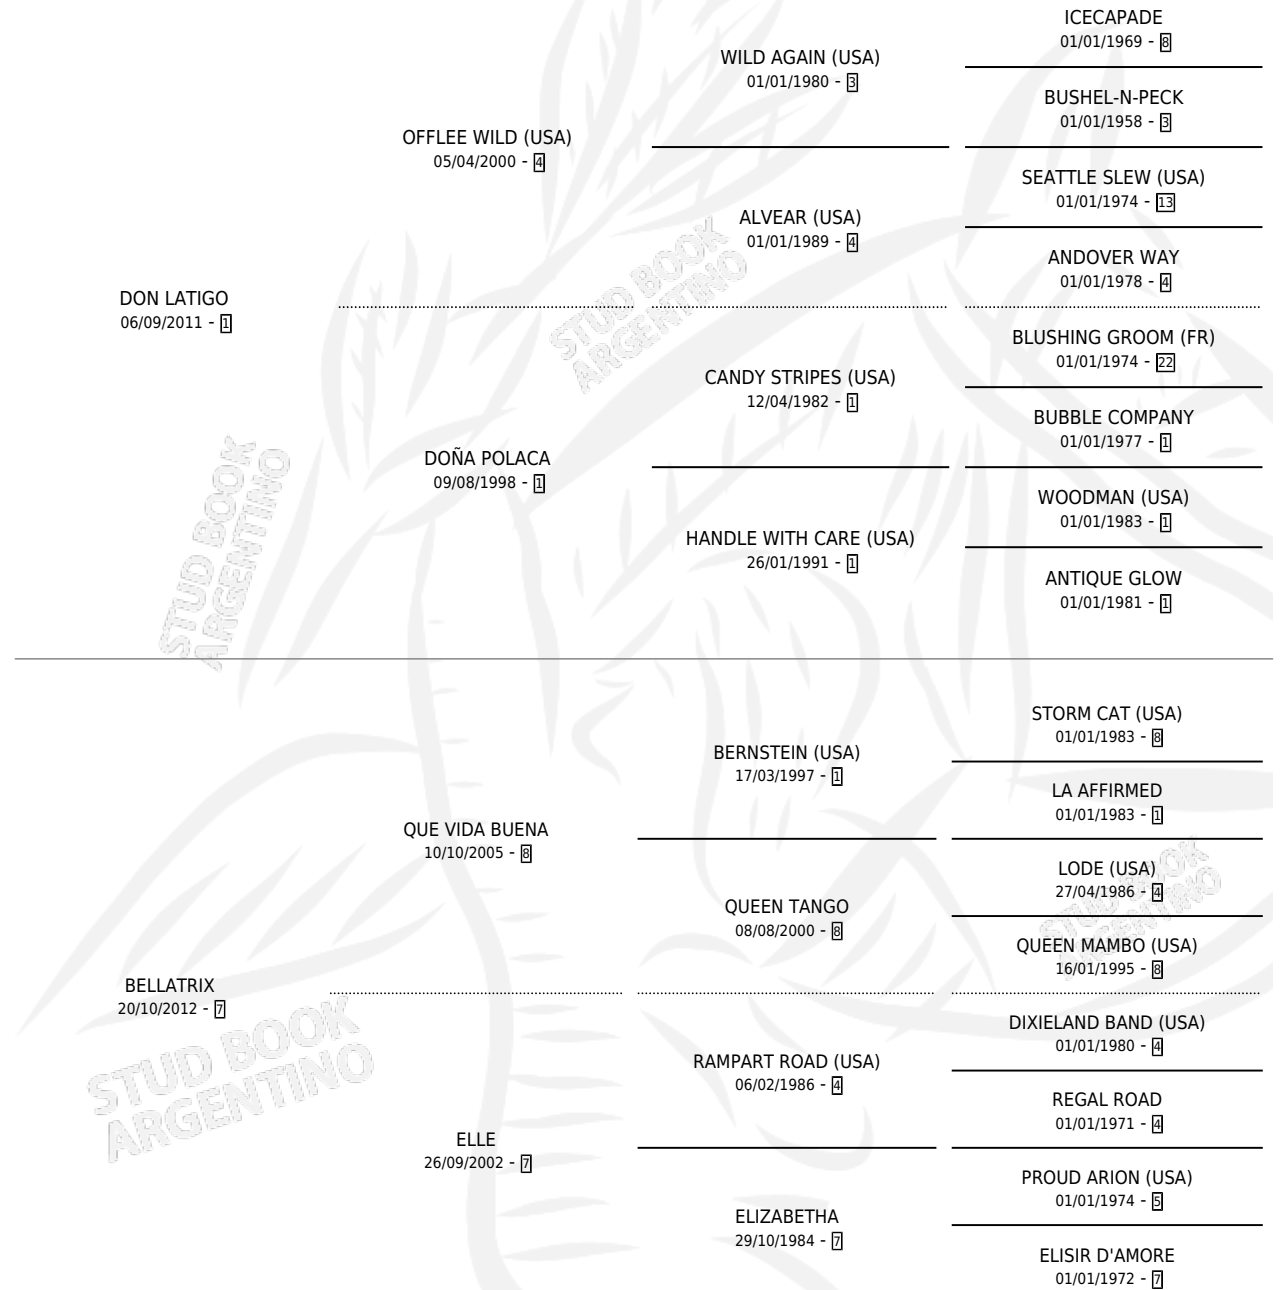 ICECAPADE
01/01/1969 - 8
WILD AGAIN (USA)
01/01/1980 - 3
BUSHEL-N-PECK
01/01/1958 - 3
OFFLEE WILD (USA)
05/04/2000 - 4
SEATTLE SLEW (USA)
01/01/1974 - 13
ALVEAR (USA)
01/01/1989 - 4
ANDOVER WAY
01/01/1978 - 4
DON LATIGO
06/09/2011 - 1
BLUSHING GROOM (FR)
01/01/1974 - 22
CANDY STRIPES (USA)
12/04/1982 - 1
BUBBLE COMPANY
01/01/1977 - 1
DOÑA POLACA
09/08/1998 - 1
WOODMAN (USA)
01/01/1983 - 1
HANDLE WITH CARE (USA)
26/01/1991 - 1
ANTIQUE GLOW
01/01/1981 - 1
STORM CAT (USA)
01/01/1983 - 8
BERNSTEIN (USA)
17/03/1997 - 1
LA AFFIRMED
01/01/1983 - 1
QUE VIDA BUENA
10/10/2005 - 8
LODE (USA)
27/04/1986 - 4
QUEEN TANGO
08/08/2000 - 8
QUEEN MAMBO (USA)
16/01/1995 - 8
BELLATRIX
20/10/2012 - 7
DIXIELAND BAND (USA)
01/01/1980 - 4
RAMPART ROAD (USA)
06/02/1986 - 4
REGAL ROAD
01/01/1971 - 4
ELLE
26/09/2002 - 7
PROUD ARION (USA)
01/01/1974 - 5
ELIZABETHA
29/10/1984 - 7
ELISIR D'AMORE
01/01/1972 - 7
STUD BOOK
ARGENTINO
STUD BOOK
ARGENTINO
STUD BOOK
ARGENTINO
STUD BOOK
ARGENTINO